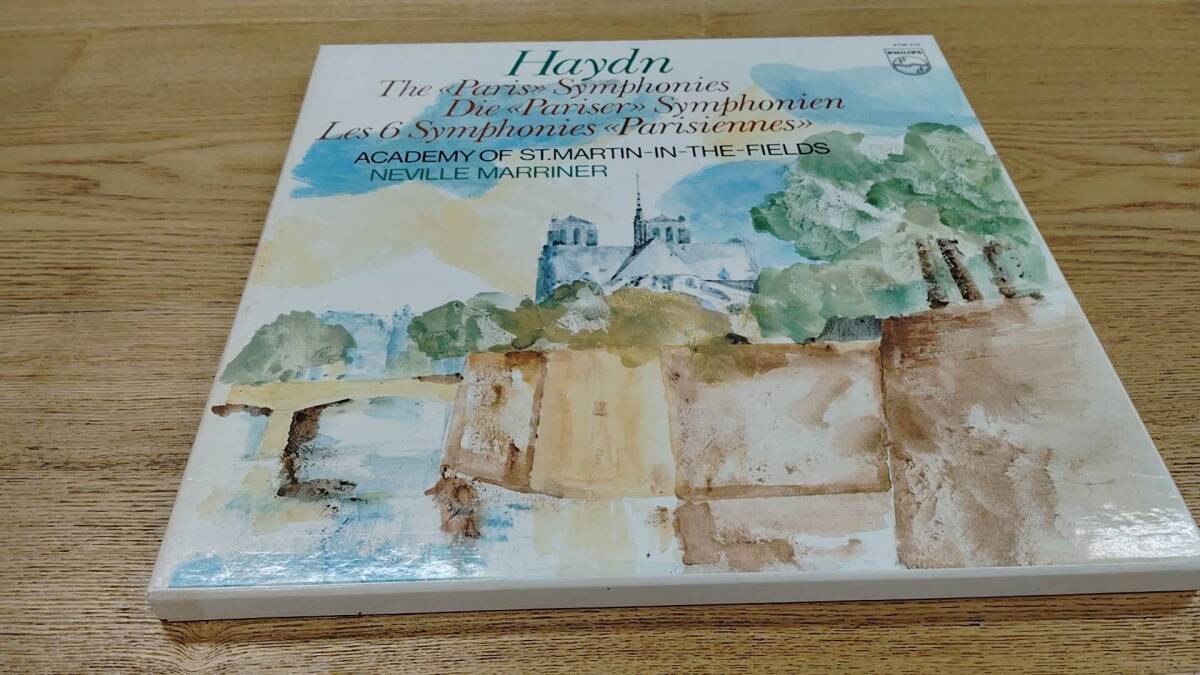 Haydn
The «Paris» Symphonies
Die «Pariser» Symphonien
Les 6 Symphonies «Parisiennes»
ACADEMY OF ST. MARTIN-IN-THE-FIELDS
NEVILLE MARRINER
PHILIPS